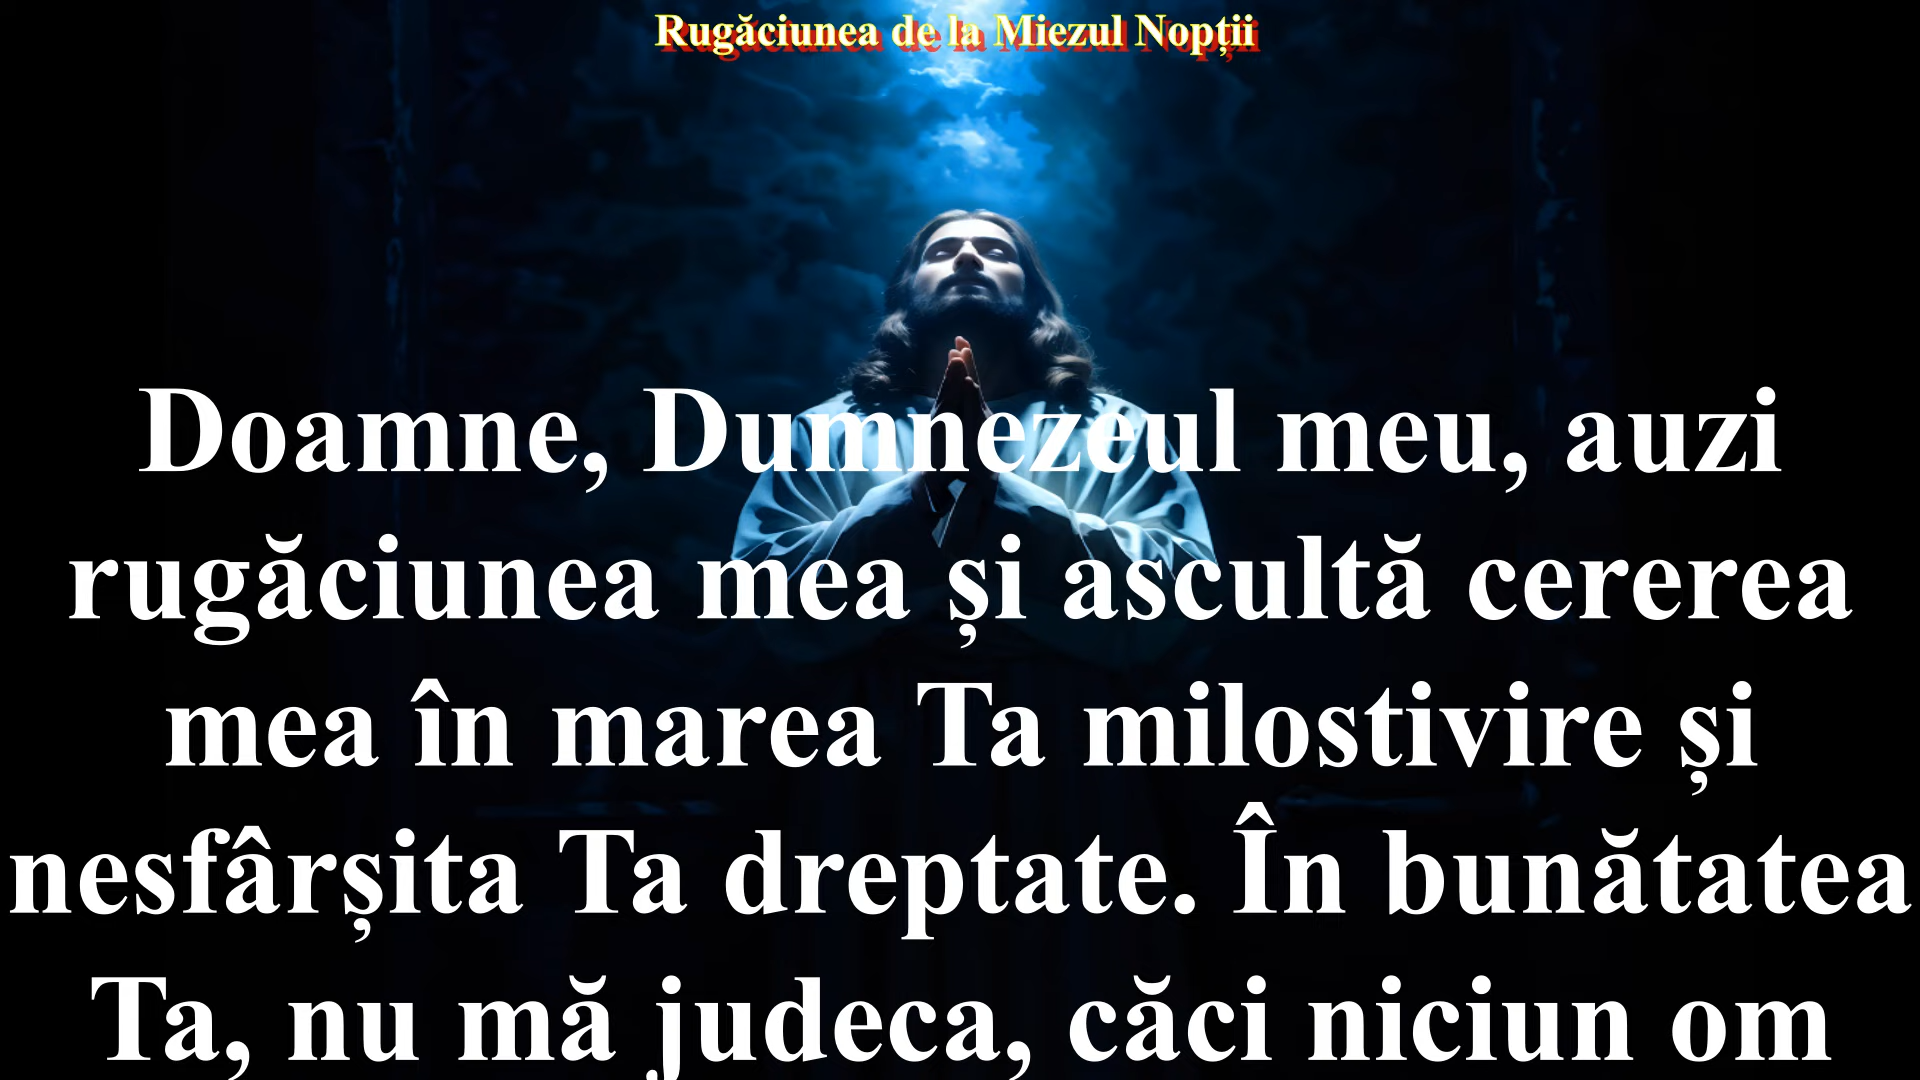 Rugăciunea de la Miezul Nopții
Doamne, Dumnezeul meu, auzi
rugăciunea mea și ascultă cererea
mea în marea Ta milostivire și
nesfârșita Ta dreptate. În bunătatea
Ta, nu mă judeca, căci niciun om